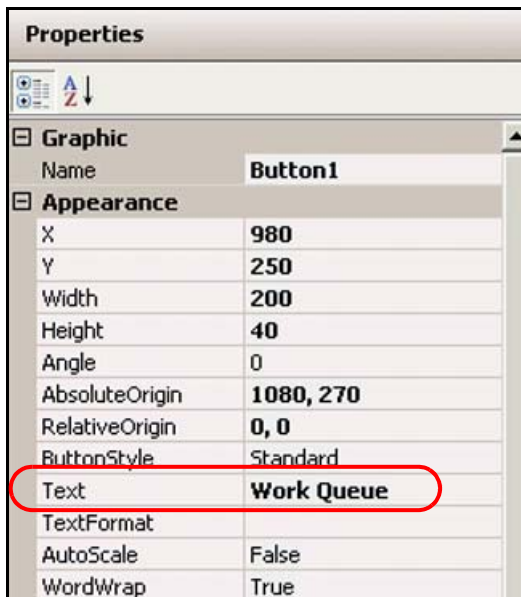 Properties
A
Z
Graphic
Name Button1
Appearance
X 980
Y 250
Width 200
Height 40
Angle 0
AbsoluteOrigin 1080, 270
RelativeOrigin 0, 0
ButtonStyle Standard
Text Work Queue
TextFormat
AutoScale False
WordWrap True